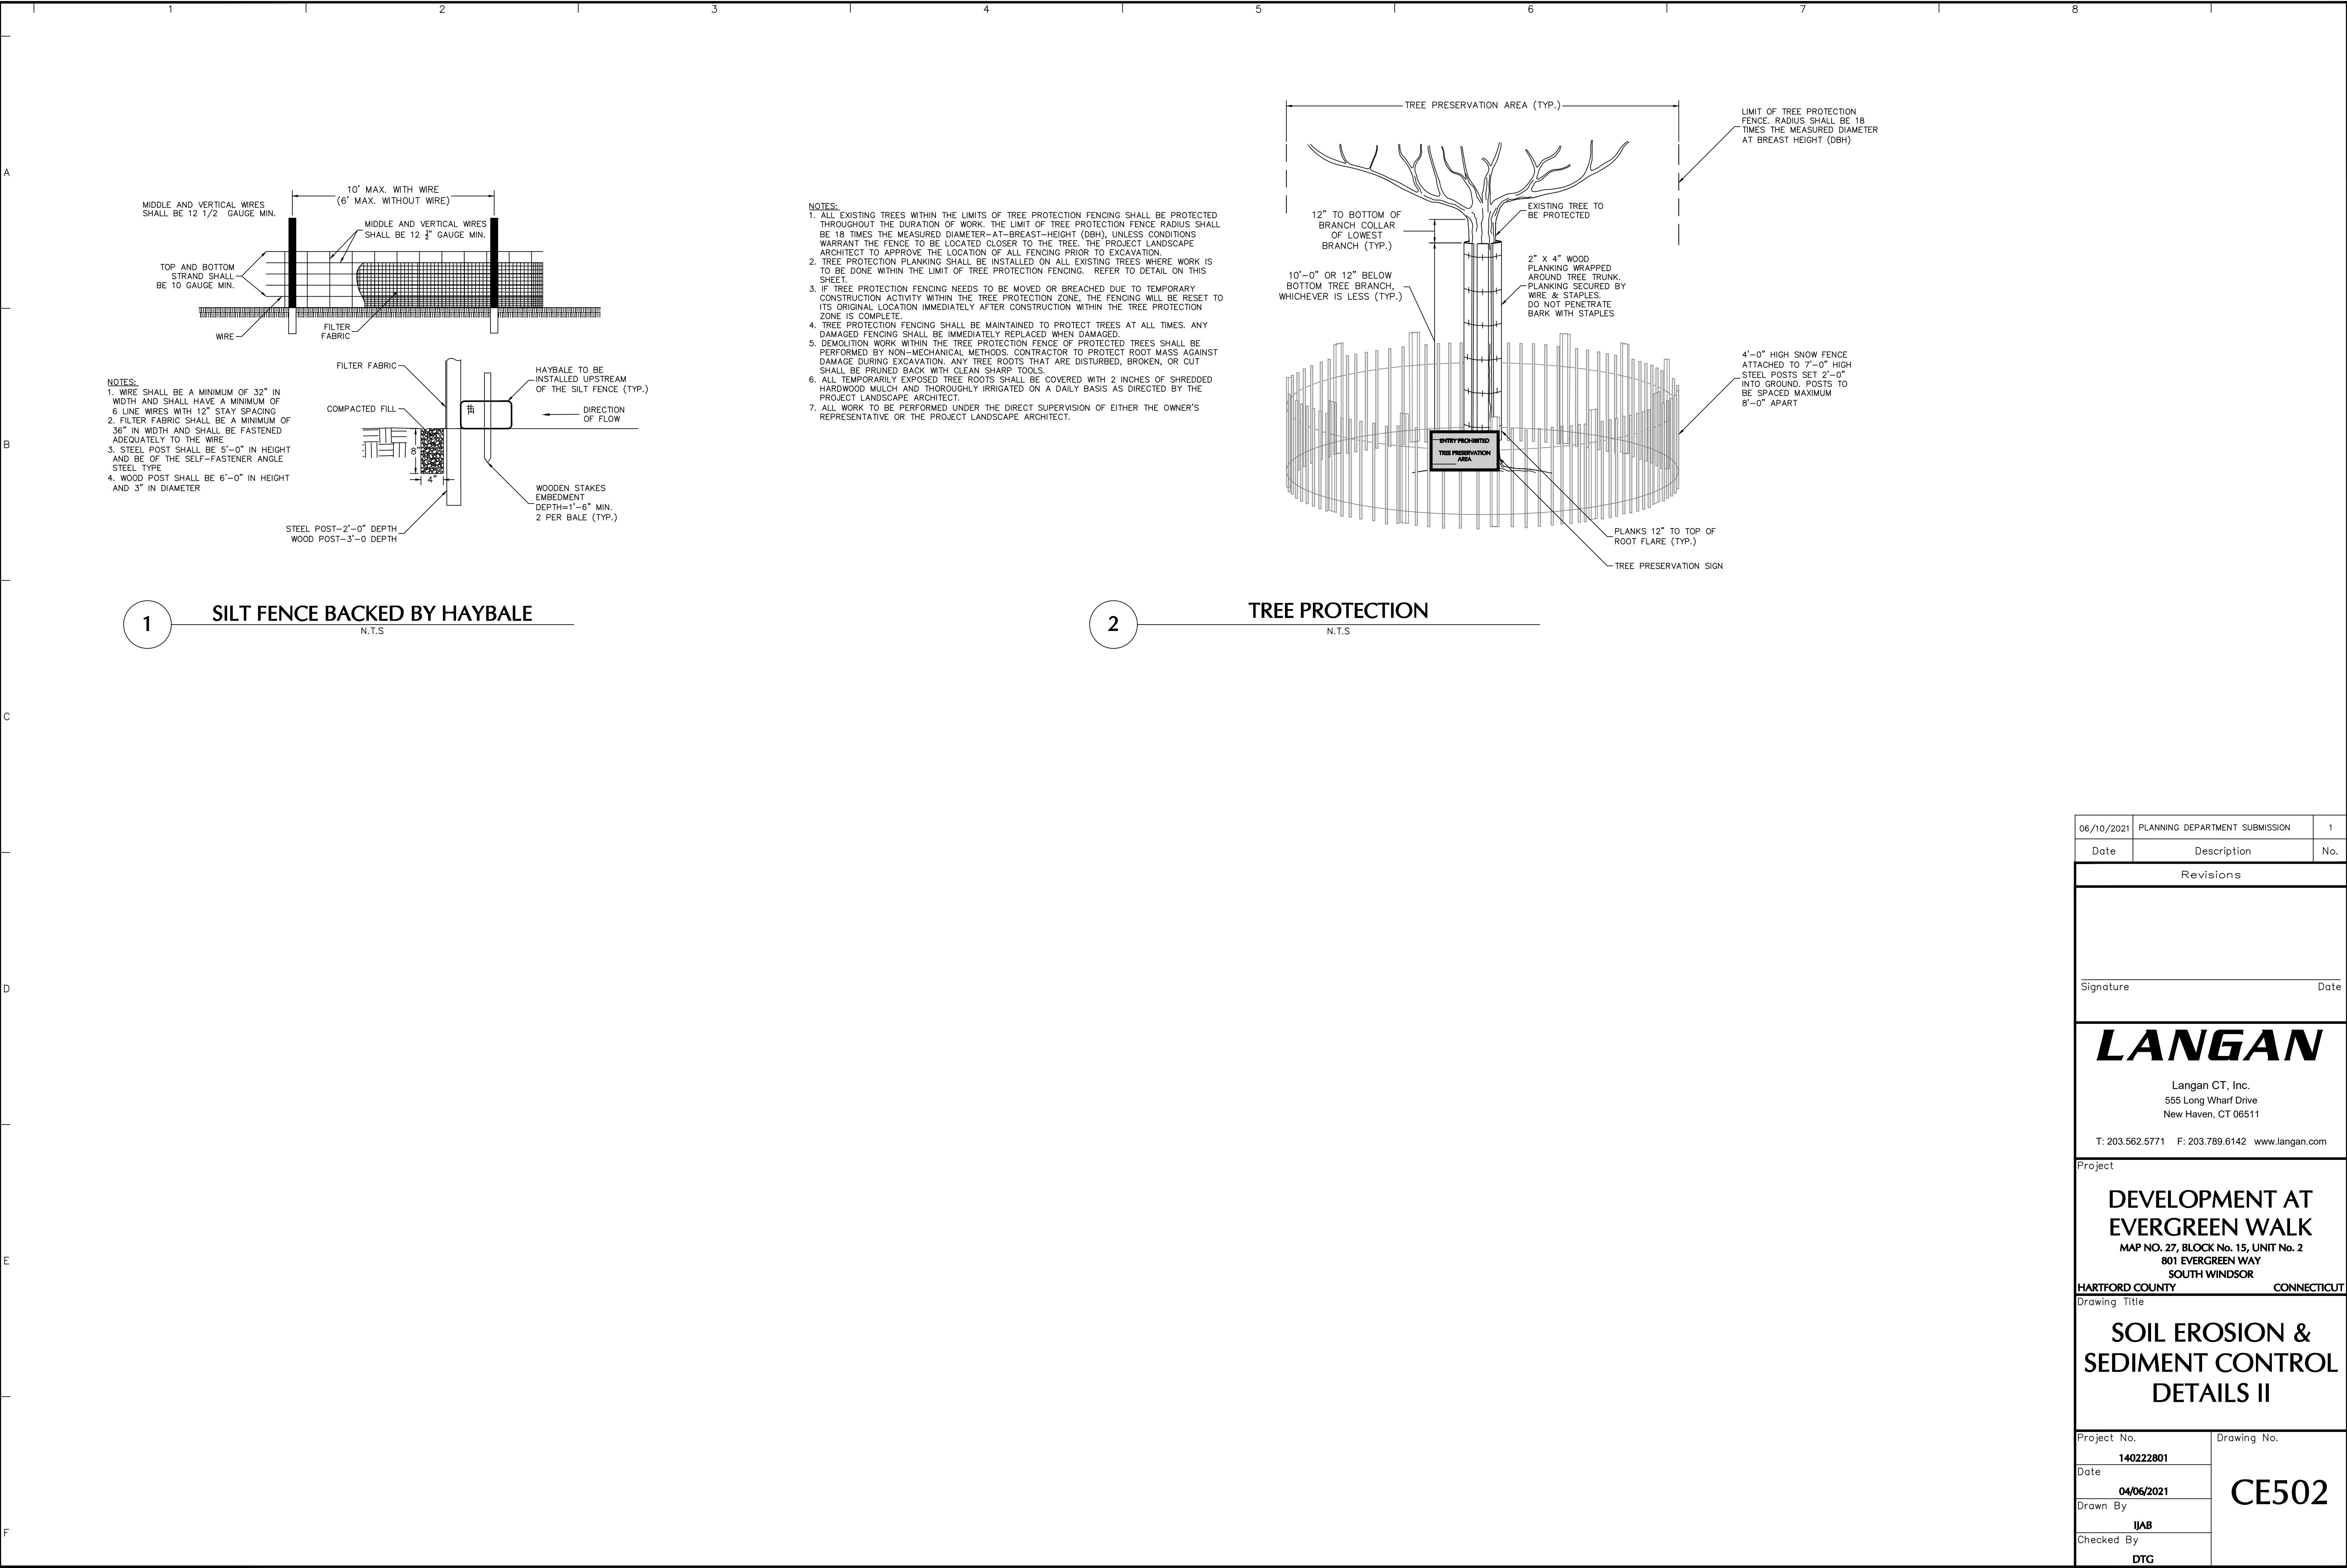 1
2
3
4
5
6
7
8
A
B
C
D
E
F
MIDDLE AND VERTICAL WIRES
SHALL BE 12 1/2 GAUGE MIN.
10' MAX. WITH WIRE
(6' MAX. WITHOUT WIRE)
MIDDLE AND VERTICAL WIRES
SHALL BE 12 ½" GAUGE MIN.
TOP AND BOTTOM
STRAND SHALL
BE 10 GAUGE MIN.
WIRE
FILTER
FABRIC
NOTES:
1. WIRE SHALL BE A MINIMUM OF 32" IN
WIDTH AND SHALL HAVE A MINIMUM OF
6 LINE WIRES WITH 12" STAY SPACING
2. FILTER FABRIC SHALL BE A MINIMUM OF
36" IN WIDTH AND SHALL BE FASTENED
ADEQUATELY TO THE WIRE
3. STEEL POST SHALL BE 5'-0" IN HEIGHT
AND BE OF THE SELF-FASTENER ANGLE
STEEL TYPE
4. WOOD POST SHALL BE 6'-0" IN HEIGHT
AND 3" IN DIAMETER
FILTER FABRIC
HAYBALE TO BE
INSTALLED UPSTREAM
OF THE SILT FENCE (TYP.)
COMPACTED FILL
DIRECTION
OF FLOW
8"
4"
WOODEN STAKES
EMBEDMENT
DEPTH=1'-6" MIN.
2 PER BALE (TYP.)
STEEL POST-2'-0" DEPTH
WOOD POST-3'-0 DEPTH
1
SILT FENCE BACKED BY HAYBALE
N.T.S
NOTES:
1. ALL EXISTING TREES WITHIN THE LIMITS OF TREE PROTECTION FENCING SHALL BE PROTECTED
THROUGHOUT THE DURATION OF WORK. THE LIMIT OF TREE PROTECTION FENCE RADIUS SHALL
BE 18 TIMES THE MEASURED DIAMETER-AT-BREAST-HEIGHT (DBH), UNLESS CONDITIONS
WARRANT THE FENCE TO BE LOCATED CLOSER TO THE TREE. THE PROJECT LANDSCAPE
ARCHITECT TO APPROVE THE LOCATION OF ALL FENCING PRIOR TO EXCAVATION.
2. TREE PROTECTION PLANKING SHALL BE INSTALLED ON ALL EXISTING TREES WHERE WORK IS
TO BE DONE WITHIN THE LIMIT OF TREE PROTECTION FENCING. REFER TO DETAIL ON THIS
SHEET.
3. IF TREE PROTECTION FENCING NEEDS TO BE MOVED OR BREACHED DUE TO TEMPORARY
CONSTRUCTION ACTIVITY WITHIN THE TREE PROTECTION ZONE, THE FENCING WILL BE RESET TO
ITS ORIGINAL LOCATION IMMEDIATELY AFTER CONSTRUCTION WITHIN THE TREE PROTECTION
ZONE IS COMPLETE.
4. TREE PROTECTION FENCING SHALL BE MAINTAINED TO PROTECT TREES AT ALL TIMES. ANY
DAMAGED FENCING SHALL BE IMMEDIATELY REPLACED WHEN DAMAGED.
5. DEMOLITION WORK WITHIN THE TREE PROTECTION FENCE OF PROTECTED TREES SHALL BE
PERFORMED BY NON-MECHANICAL METHODS. CONTRACTOR TO PROTECT ROOT MASS AGAINST
DAMAGE DURING EXCAVATION. ANY TREE ROOTS THAT ARE DISTURBED, BROKEN, OR CUT
SHALL BE PRUNED BACK WITH CLEAN SHARP TOOLS.
6. ALL TEMPORARILY EXPOSED TREE ROOTS SHALL BE COVERED WITH 2 INCHES OF SHREDDED
HARDWOOD MULCH AND THOROUGHLY IRRIGATED ON A DAILY BASIS AS DIRECTED BY THE
PROJECT LANDSCAPE ARCHITECT.
7. ALL WORK TO BE PERFORMED UNDER THE DIRECT SUPERVISION OF EITHER THE OWNER'S
REPRESENTATIVE OR THE PROJECT LANDSCAPE ARCHITECT.
TREE PRESERVATION AREA (TYP.)
LIMIT OF TREE PROTECTION
FENCE. RADIUS SHALL BE 18
TIMES THE MEASURED DIAMETER
AT BREAST HEIGHT (DBH)
12" TO BOTTOM OF
BRANCH COLLAR
OF LOWEST
BRANCH (TYP.)
EXISTING TREE TO
BE PROTECTED
10'-0" OR 12" BELOW
BOTTOM TREE BRANCH,
WHICHEVER IS LESS (TYP.)
2" X 4" WOOD
PLANKING WRAPPED
AROUND TREE TRUNK.
PLANKING SECURED BY
WIRE & STAPLES.
DO NOT PENETRATE
BARK WITH STAPLES
4'-0" HIGH SNOW FENCE
ATTACHED TO 7'-0" HIGH
STEEL POSTS SET 2'-0"
INTO GROUND. POSTS TO
BE SPACED MAXIMUM
8'-0" APART
ENTRY PROHIBITED
TREE PRESERVATION
AREA
PLANKS 12" TO TOP OF
ROOT FLARE (TYP.)
TREE PRESERVATION SIGN
2
TREE PROTECTION
N.T.S
06/10/2021 PLANNING DEPARTMENT SUBMISSION 1
Date Description No.
Revisions
Signature Date
LANGAN
Langan CT, Inc.
555 Long Wharf Drive
New Haven, CT 06511
T: 203.562.5771 F: 203.789.6142 www.langan.com
Project
DEVELOPMENT AT
EVERGREEN WALK
MAP NO. 27, BLOCK No. 15, UNIT No. 2
801 EVERGREEN WAY
SOUTH WINDSOR
HARTFORD COUNTY CONNECTICUT
Drawing Title
SOIL EROSION &
SEDIMENT CONTROL
DETAILS II
Project No.
140222801
Date
04/06/2021
Drawn By
IJAB
Checked By
DTG
Drawing No.
CE502